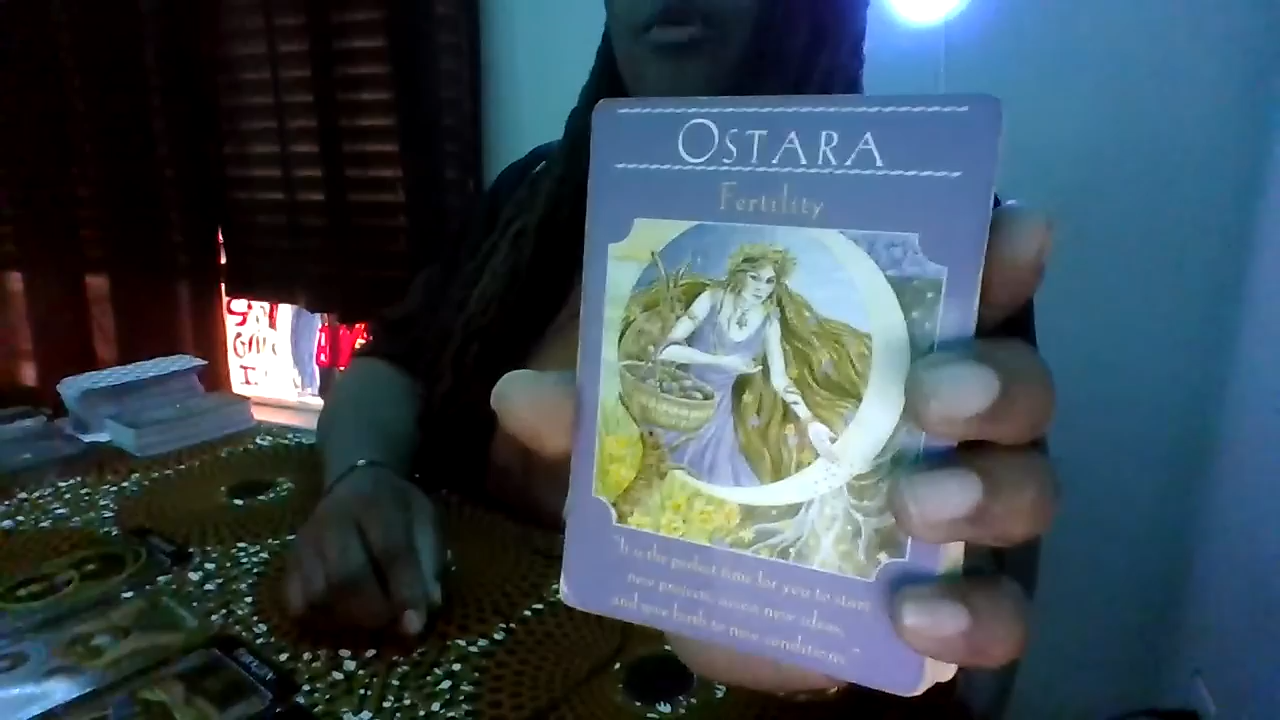 OSTARA
Fertility
"It is the perfect time for you to start
new projects, access new ideas,
and give birth to new conditions."